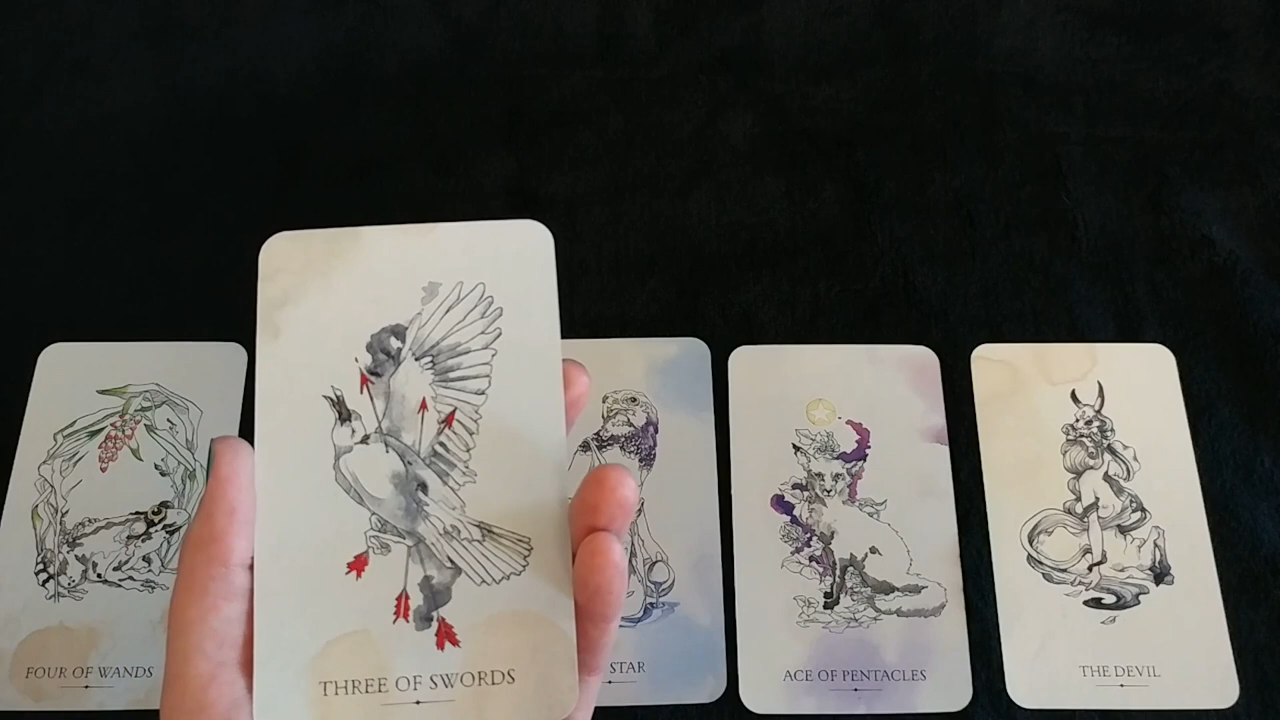 FOUR OF WANDS
THREE OF SWORDS
STAR
ACE OF PENTACLES
THE DEVIL